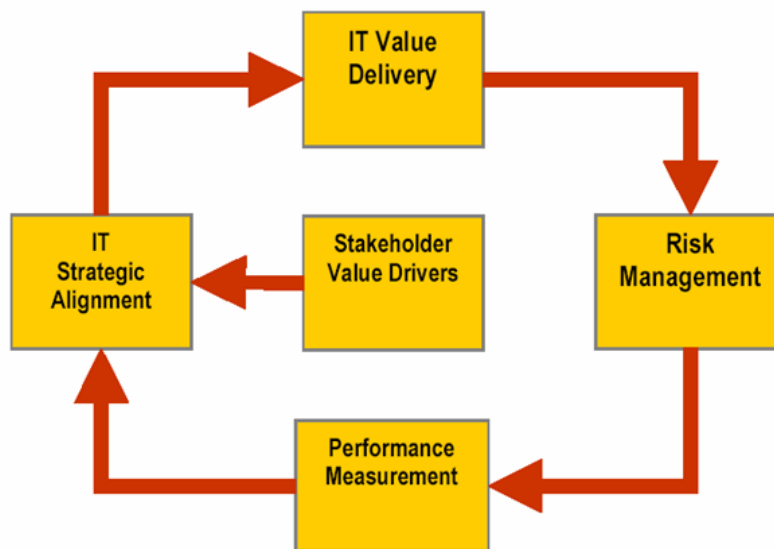 IT Value
Delivery
IT
Strategic
Alignment
Stakeholder
Value Drivers
Risk
Management
Performance
Measurement